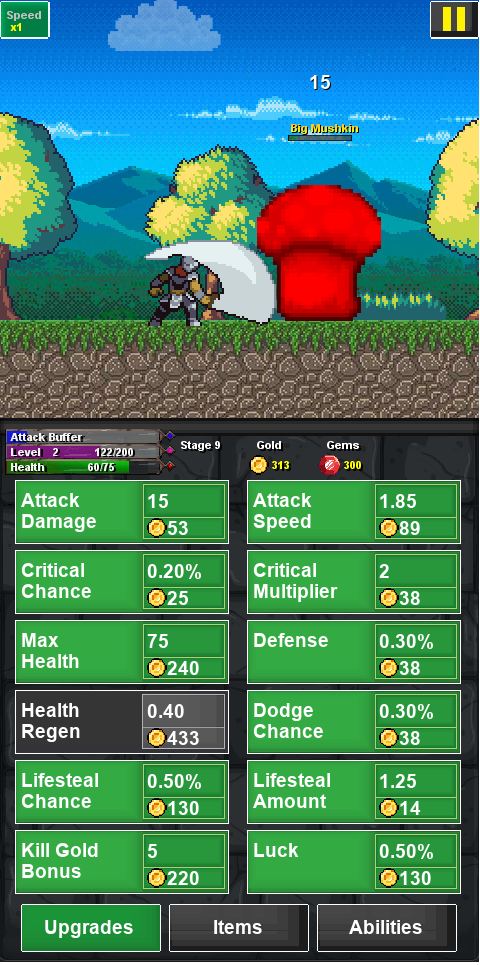 Speed
x1
15
Big Mushkin
Attack Buffer
Level 2 122/200
Health 60/75
Stage 9
Gold
313
Gems
300
Attack Damage
15
53
Attack Speed
1.85
89
Critical Chance
0.20%
25
Critical Multiplier
2
38
Max Health
75
240
Defense
0.30%
38
Health Regen
0.40
433
Dodge Chance
0.30%
38
Lifesteal Chance
0.50%
130
Lifesteal Amount
1.25
14
Kill Gold Bonus
5
220
Luck
0.50%
130
Upgrades
Items
Abilities